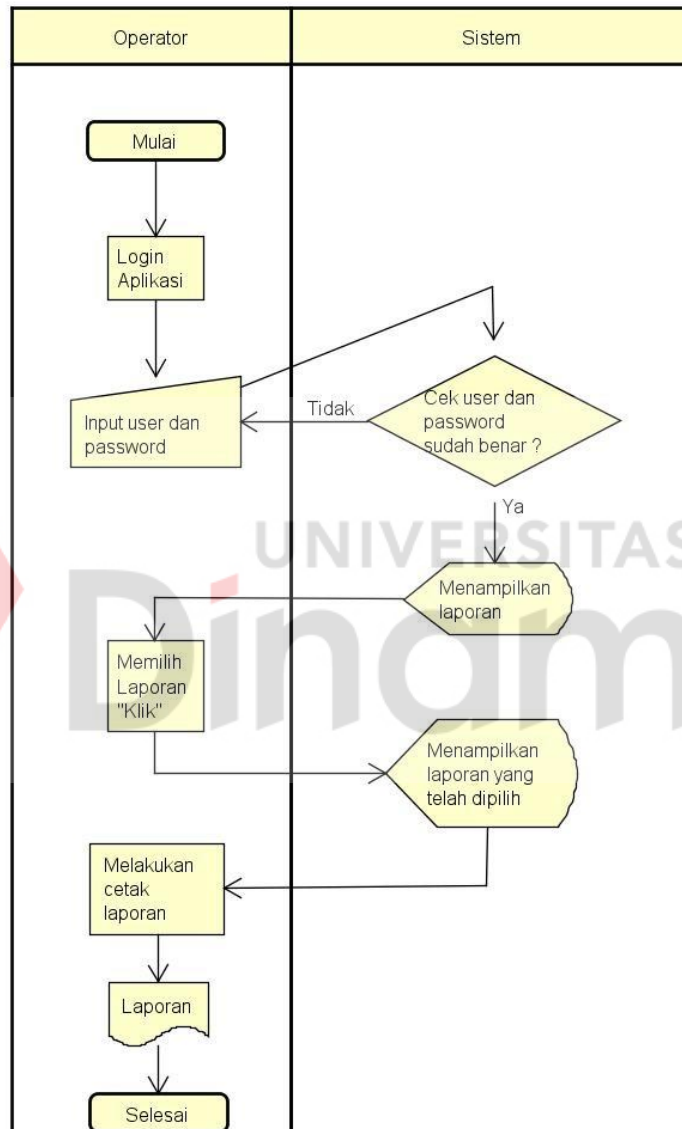 Operator
Sistem
Mulai
Login
Aplikasi
Input user dan
password
Tidak
Cek user dan
password
sudah benar ?
Ya
UNIVERSITAS
Dinam
Menampilkan
laporan
Memilih
Laporan
"Klik"
Menampilkan
laporan yang
telah dipilih
Melakukan
cetak
laporan
Laporan
Selesai